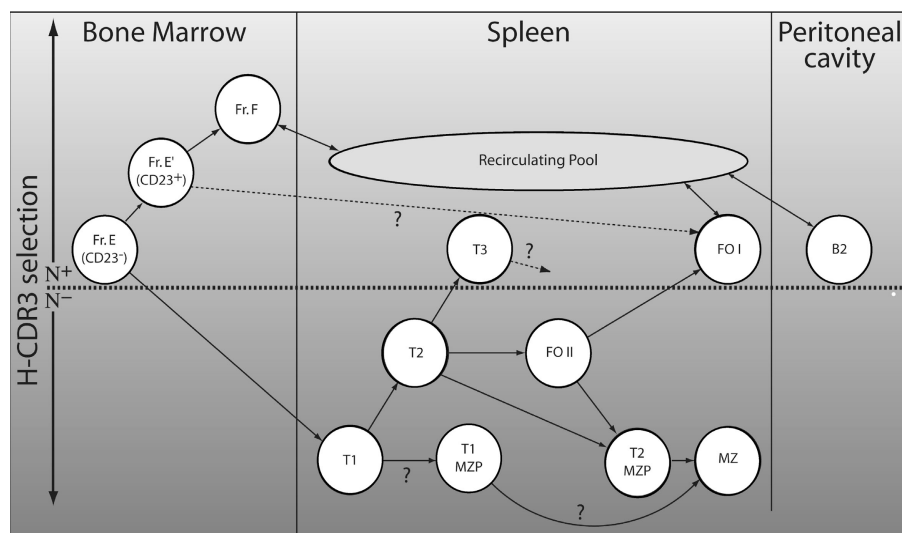 Bone Marrow
Spleen
Peritoneal
cavity
H-CDR3 selection
N+
N−
Fr. F
Fr. E'
(CD23+)
Fr. E
(CD23-)
Recirculating Pool
?
T3
?
FO I
B2
T2
FO II
T1
?
T1
MZP
?
T2
MZP
MZ